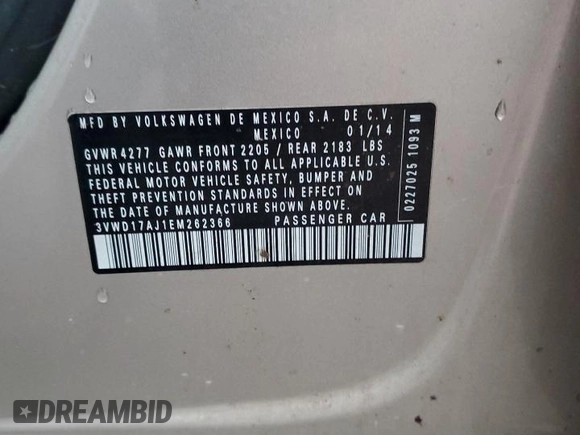 MFD BY VOLKSWAGEN DE MEXICO S.A. DE C.V.
MEXICO 01/14
GVWR 4277 GAWR FRONT 2205 / REAR 2183 LBS
THIS VEHICLE CONFORMS TO ALL APPLICABLE U.S.
FEDERAL MOTOR VEHICLE SAFETY, BUMPER AND
THEFT PREVENTION STANDARDS IN EFFECT ON
THE DATE OF MANUFACTURE SHOWN ABOVE.
3VWD17AJ1EM262366 PASSENGER CAR
0227025 1093 M
DREAMBID